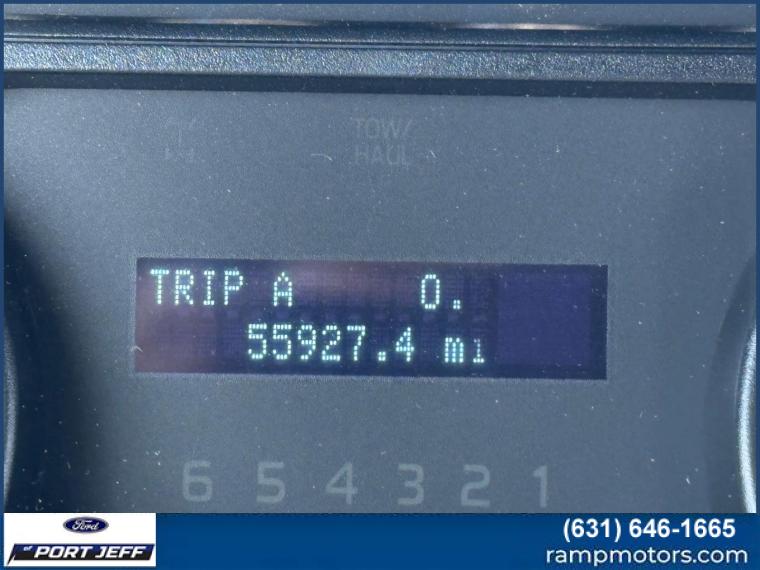 TOW/
HAUL
TRIP A 0.
55927.4 mi
6 5 4 3 2 1
Ford
of PORT JEFF
(631) 646-1665
rampmotors.com